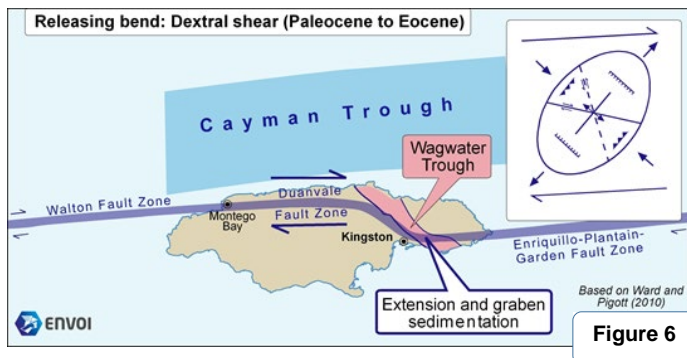 Releasing bend: Dextral shear (Paleocene to Eocene)
Cayman Trough
Wagwater
Trough
Walton Fault Zone
Duanvale
Fault Zone
Montego
Bay
Kingston
Enriquillo-Plantain-
Garden Fault Zone
Extension and graben
sedimentation
Based on Ward and
Pigott (2010)
ENVOI
Figure 6